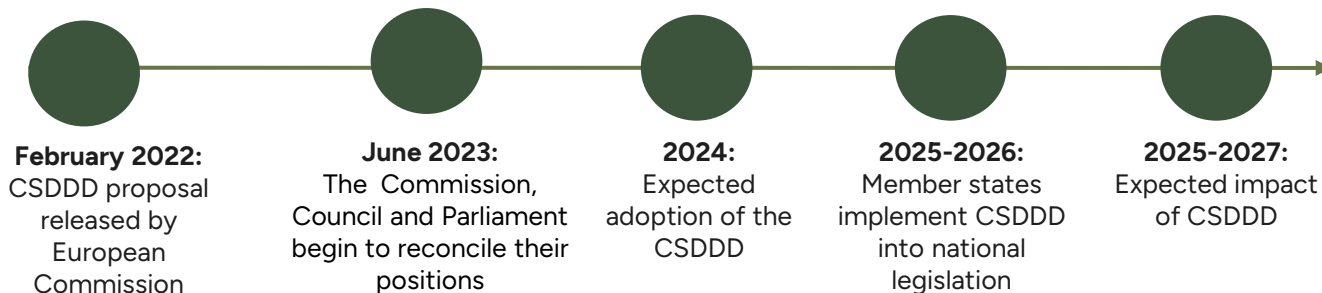 February 2022:
CSDDD proposal
released by
European
Commission
June 2023:
The  Commission,
Council and Parliament
begin to reconcile their
positions
2024:
Expected
adoption of the
CSDDD
2025-2026:
Member states
implement CSDDD
into national
legislation
2025-2027:
Expected impact
of CSDDD